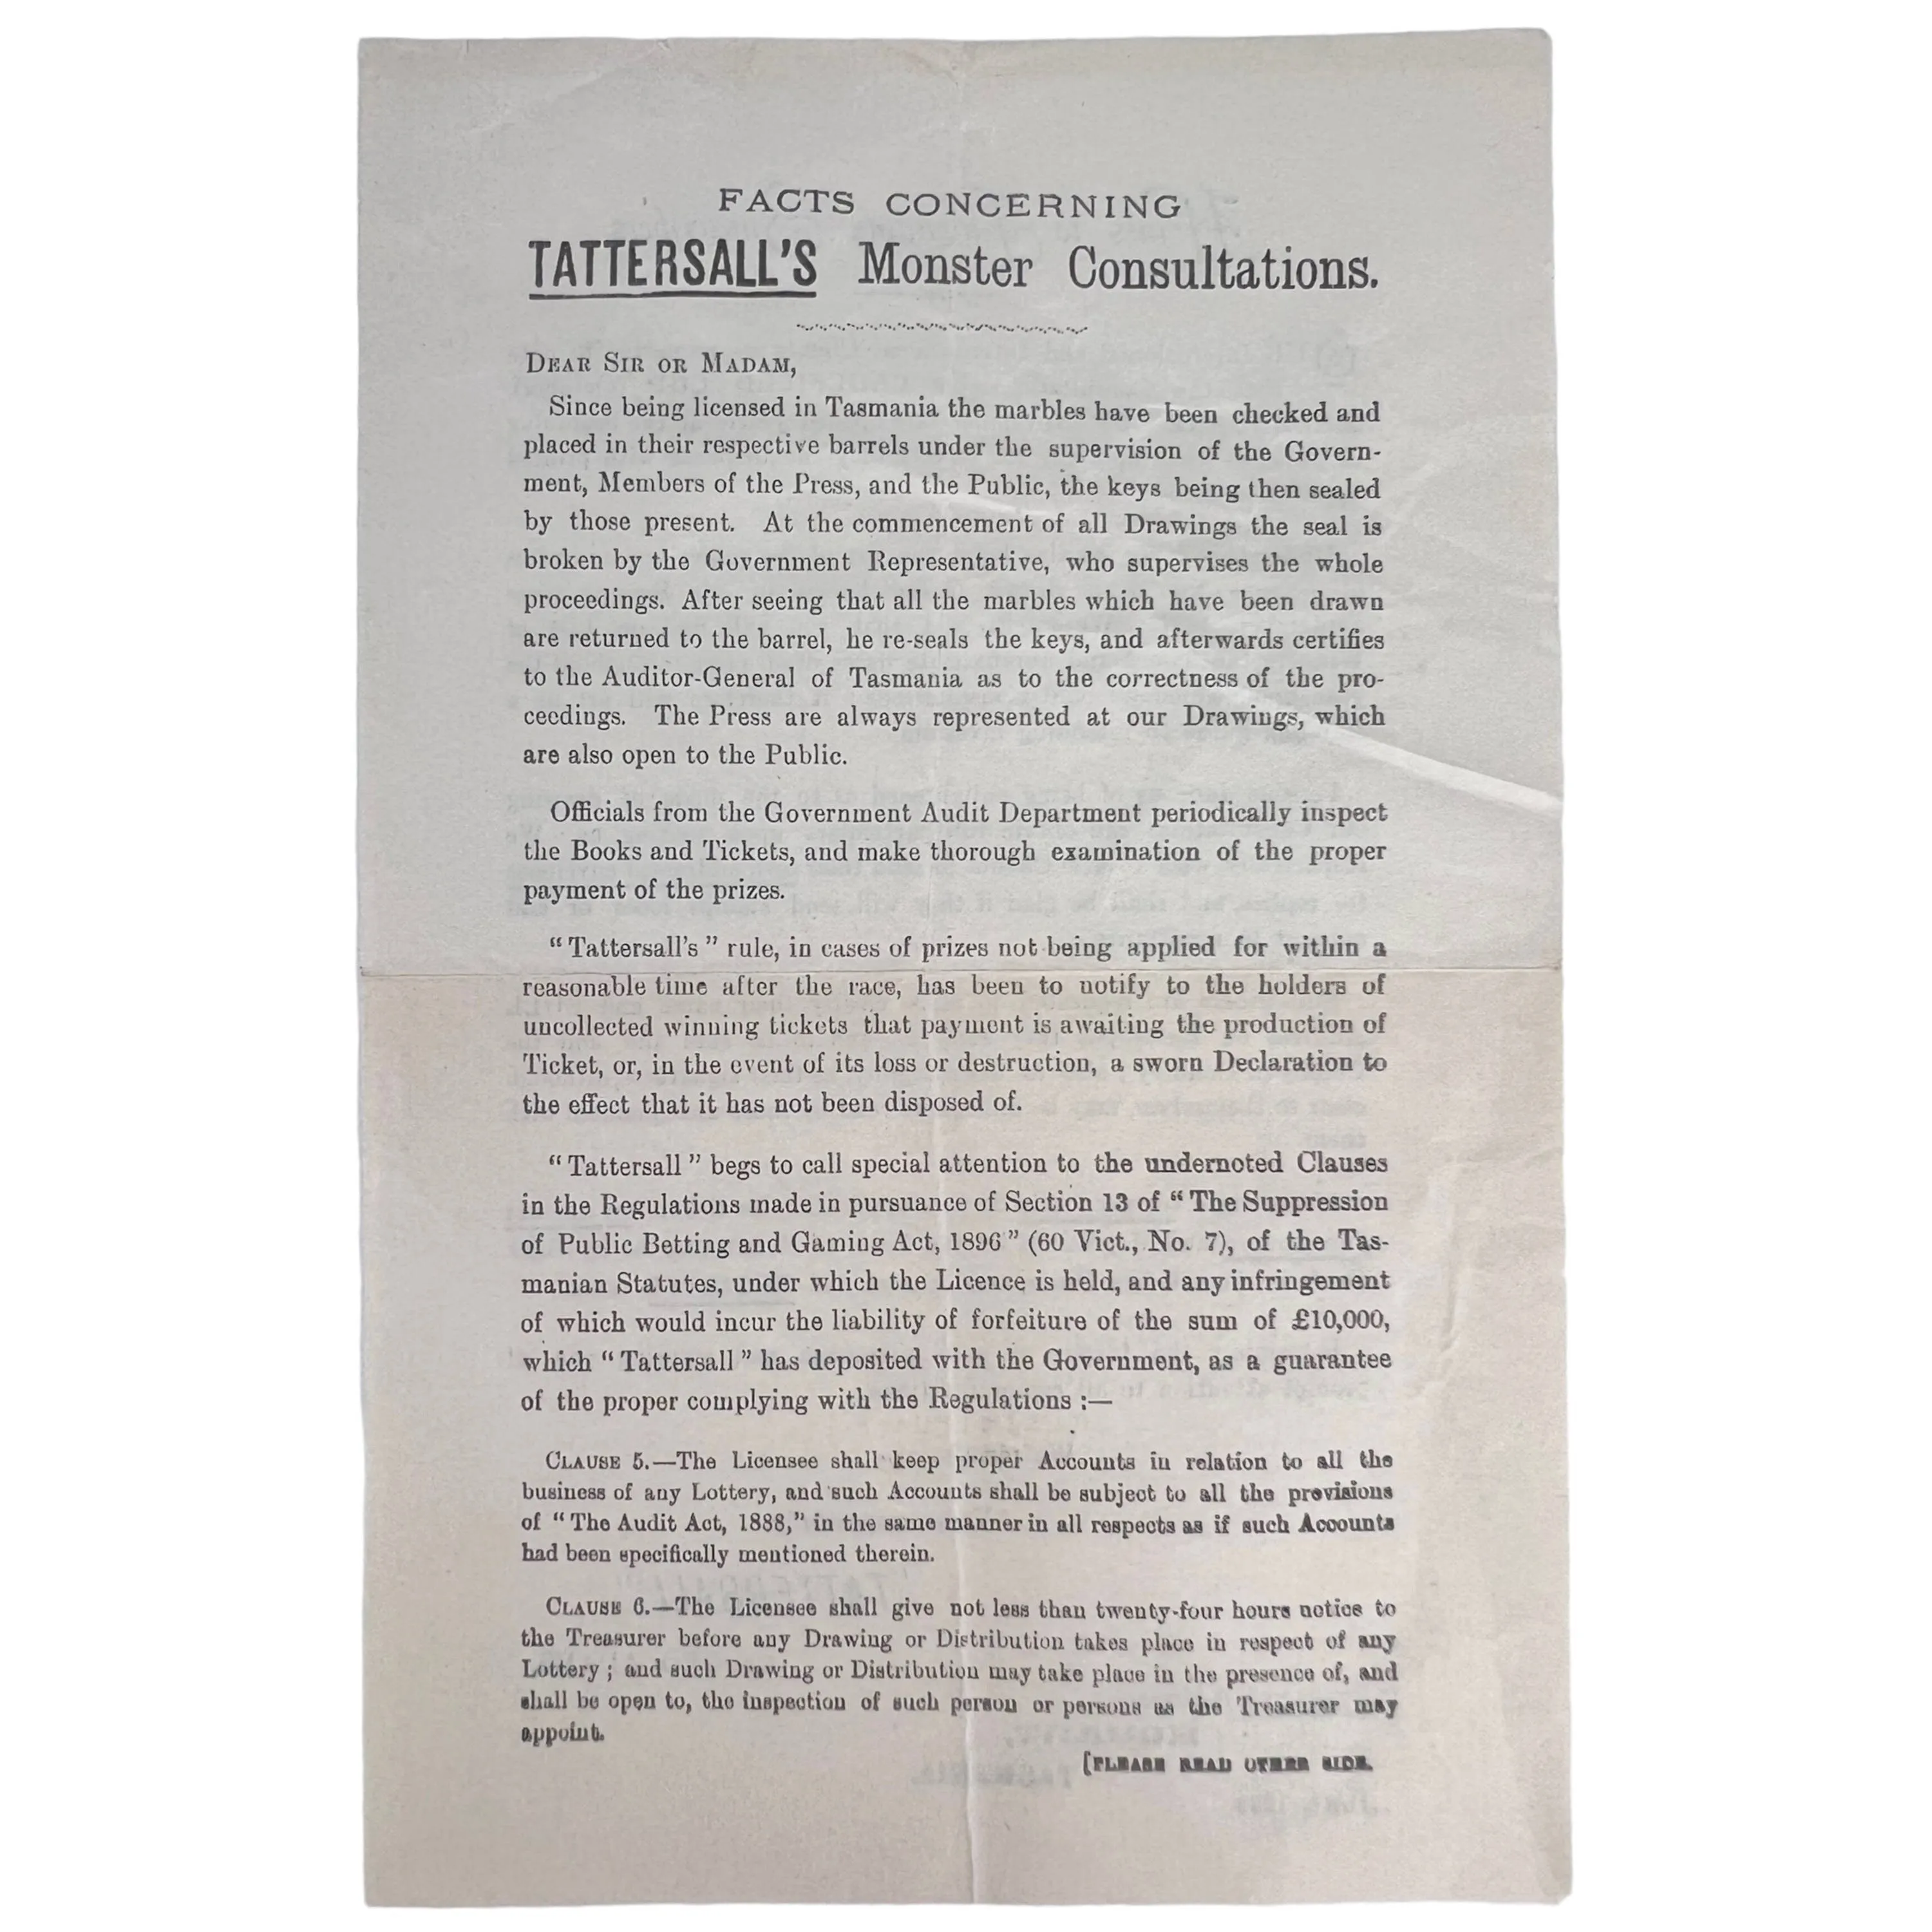 FACTS CONCERNING
TATTERSALL'S Monster Consultations.
DEAR SIR OR MADAM,
Since being licensed in Tasmania the marbles have been checked and
placed in their respective barrels under the supervision of the Govern-
ment, Members of the Press, and the Public, the keys being then sealed
by those present. At the commencement of all Drawings the seal is
broken by the Government Representative, who supervises the whole
proceedings. After seeing that all the marbles which have been drawn
are returned to the barrel, he re-seals the keys, and afterwards certifies
to the Auditor-General of Tasmania as to the correctness of the pro-
ceedings. The Press are always represented at our Drawings, which
are also open to the Public.
Officials from the Government Audit Department periodically inspect
the Books and Tickets, and make thorough examination of the proper
payment of the prizes.
"Tattersall's" rule, in cases of prizes not being applied for within a
reasonable time after the race, has been to notify to the holders of
uncollected winning tickets that payment is awaiting the production of
Ticket, or, in the event of its loss or destruction, a sworn Declaration to
the effect that it has not been disposed of.
"Tattersall" begs to call special attention to the undernoted Clauses
in the Regulations made in pursuance of Section 13 of "The Suppression
of Public Betting and Gaming Act, 1896" (60 Vict., No. 7), of the Tas-
manian Statutes, under which the Licence is held, and any infringement
of which would incur the liability of forfeiture of the sum of £10,000,
which "Tattersall" has deposited with the Government, as a guarantee
of the proper complying with the Regulations :—
CLAUSE 5.—The Licensee shall keep proper Accounts in relation to all the
business of any Lottery, and such Accounts shall be subject to all the provisions
of "The Audit Act, 1888," in the same manner in all respects as if such Accounts
had been specifically mentioned therein.
CLAUSE 6.—The Licensee shall give not less than twenty-four hours notice to
the Treasurer before any Drawing or Distribution takes place in respect of any
Lottery ; and such Drawing or Distribution may take place in the presence of, and
shall be open to, the inspection of such person or persons as the Treasurer may
appoint.
[PLEASE READ OTHER SIDE.